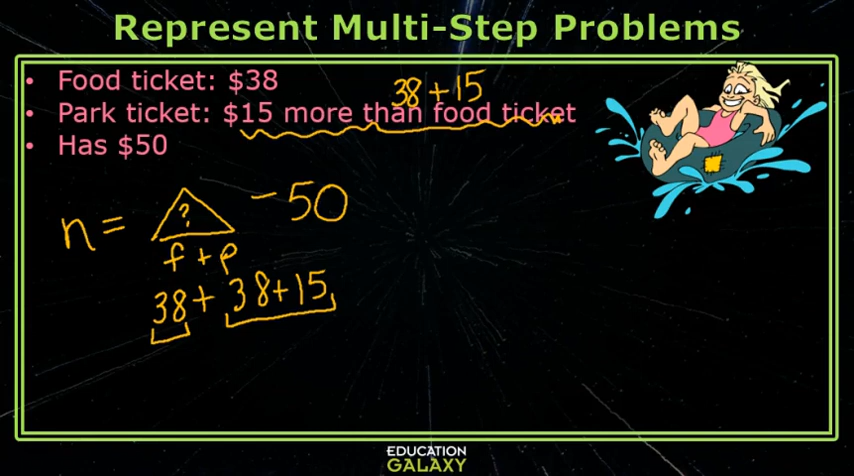 Represent Multi-Step Problems
• Food ticket: $38
38 + 15
• Park ticket: $15 more than food ticket
• Has $50
n = ? - 50
f + p
38 + 38 + 15
EDUCATION
GALAXY